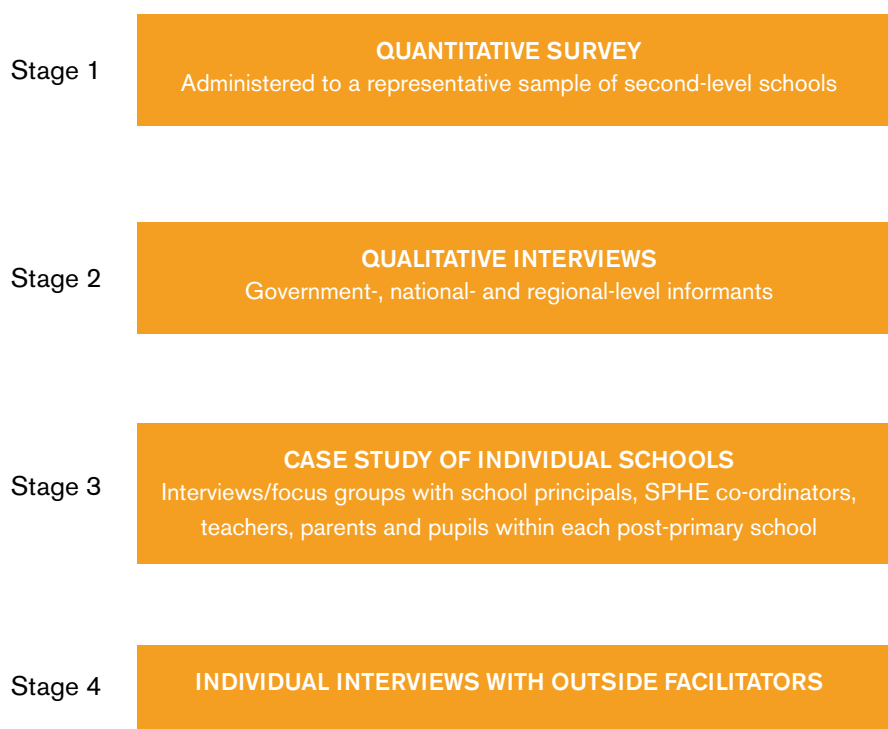 Stage 1
QUANTITATIVE SURVEY
Administered to a representative sample of second-level schools
Stage 2
QUALITATIVE INTERVIEWS
Government-, national- and regional-level informants
Stage 3
CASE STUDY OF INDIVIDUAL SCHOOLS
Interviews/focus groups with school principals, SPHE co-ordinators,
teachers, parents and pupils within each post-primary school
Stage 4
INDIVIDUAL INTERVIEWS WITH OUTSIDE FACILITATORS